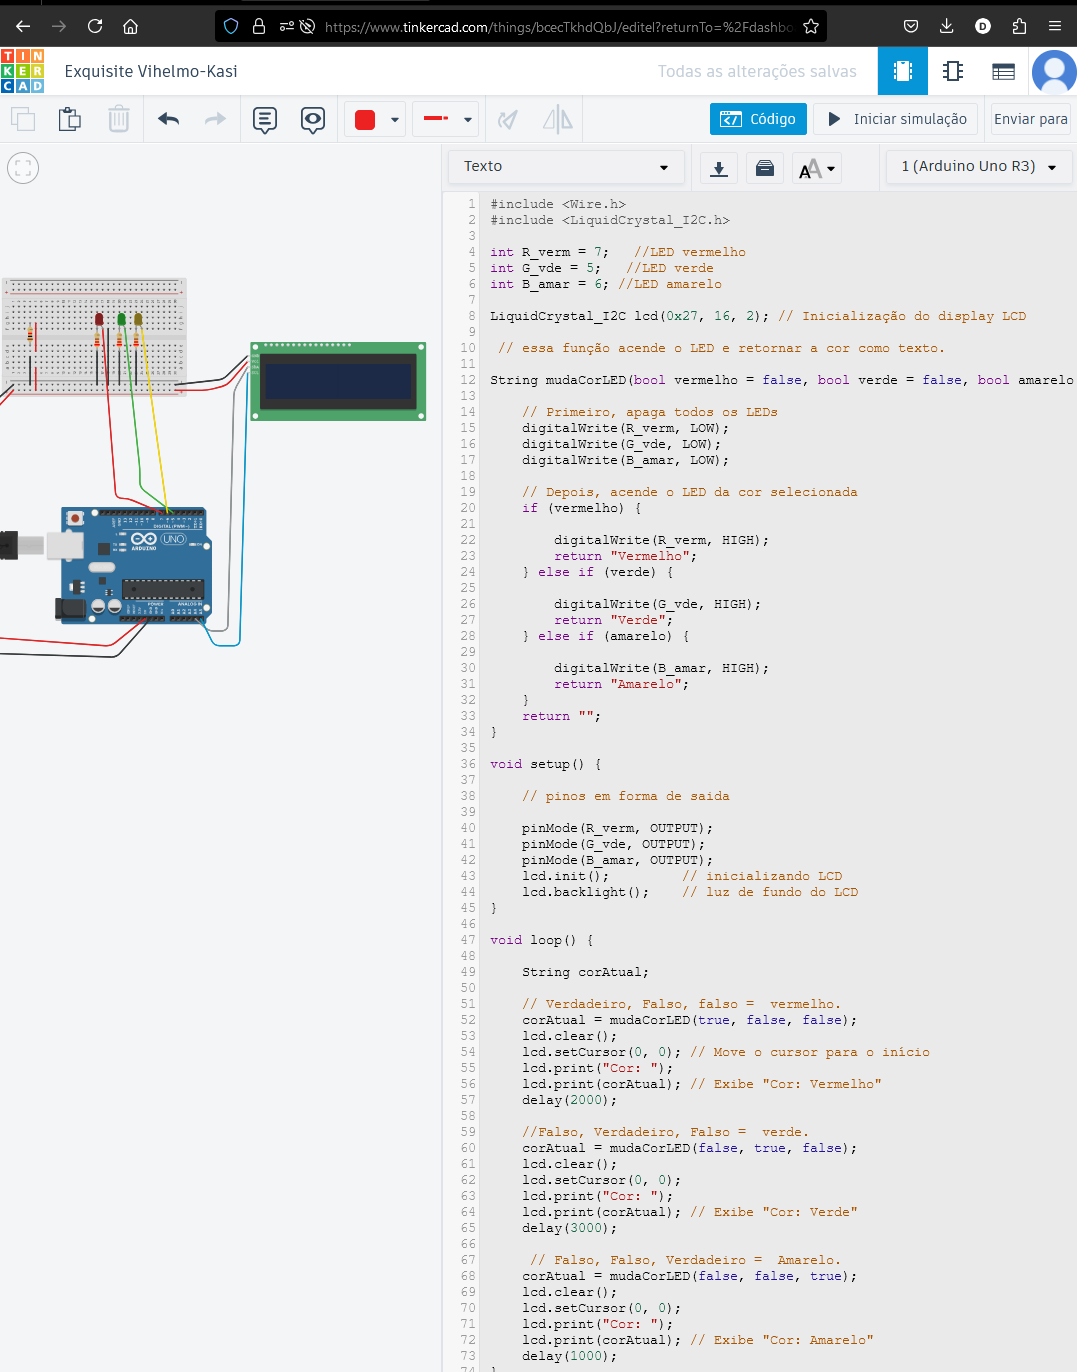 https://www.tinkercad.com/things/bcecTkhdQbJ/editel?returnTo=%2Fdashbo
TIN
KER
CAD
Exquisite Vihelmo-Kasi
Todas as alterações salvas
Código
Iniciar simulação
Enviar para
Texto
1 (Arduino Uno R3)
1 #include <Wire.h>
2 #include <LiquidCrystal_I2C.h>
3
4 int R_verm = 7;   //LED vermelho
5 int G_vde = 5;   //LED verde
6 int B_amar = 6; //LED amarelo
7
8 LiquidCrystal_I2C lcd(0x27, 16, 2); // Inicialização do display LCD
9
10 // essa função acende o LED e retornar a cor como texto.
11
12 String mudaCorLED(bool vermelho = false, bool verde = false, bool amarelo
13
14     // Primeiro, apaga todos os LEDs
15     digitalWrite(R_verm, LOW);
16     digitalWrite(G_vde, LOW);
17     digitalWrite(B_amar, LOW);
18
19     // Depois, acende o LED da cor selecionada
20     if (vermelho) {
21
22         digitalWrite(R_verm, HIGH);
23         return "Vermelho";
24     } else if (verde) {
25
26         digitalWrite(G_vde, HIGH);
27         return "Verde";
28     } else if (amarelo) {
29
30         digitalWrite(B_amar, HIGH);
31         return "Amarelo";
32     }
33     return "";
34 }
35
36 void setup() {
37
38     // pinos em forma de saida
39
40     pinMode(R_verm, OUTPUT);
41     pinMode(G_vde, OUTPUT);
42     pinMode(B_amar, OUTPUT);
43     lcd.init();         // inicializando LCD
44     lcd.backlight();    // luz de fundo do LCD
45 }
46
47 void loop() {
48
49     String corAtual;
50
51     // Verdadeiro, Falso, falso =  vermelho.
52     corAtual = mudaCorLED(true, false, false);
53     lcd.clear();
54     lcd.setCursor(0, 0); // Move o cursor para o início
55     lcd.print("Cor: ");
56     lcd.print(corAtual); // Exibe "Cor: Vermelho"
57     delay(2000);
58
59     //Falso, Verdadeiro, Falso =  verde.
60     corAtual = mudaCorLED(false, true, false);
61     lcd.clear();
62     lcd.setCursor(0, 0);
63     lcd.print("Cor: ");
64     lcd.print(corAtual); // Exibe "Cor: Verde"
65     delay(3000);
66
67      // Falso, Falso, Verdadeiro =  Amarelo.
68     corAtual = mudaCorLED(false, false, true);
69     lcd.clear();
70     lcd.setCursor(0, 0);
71     lcd.print("Cor: ");
72     lcd.print(corAtual); // Exibe "Cor: Amarelo"
73     delay(1000);
74 }
DIGITAL (PWM~)
UNO
ARDUINO
POWER
ANALOG IN